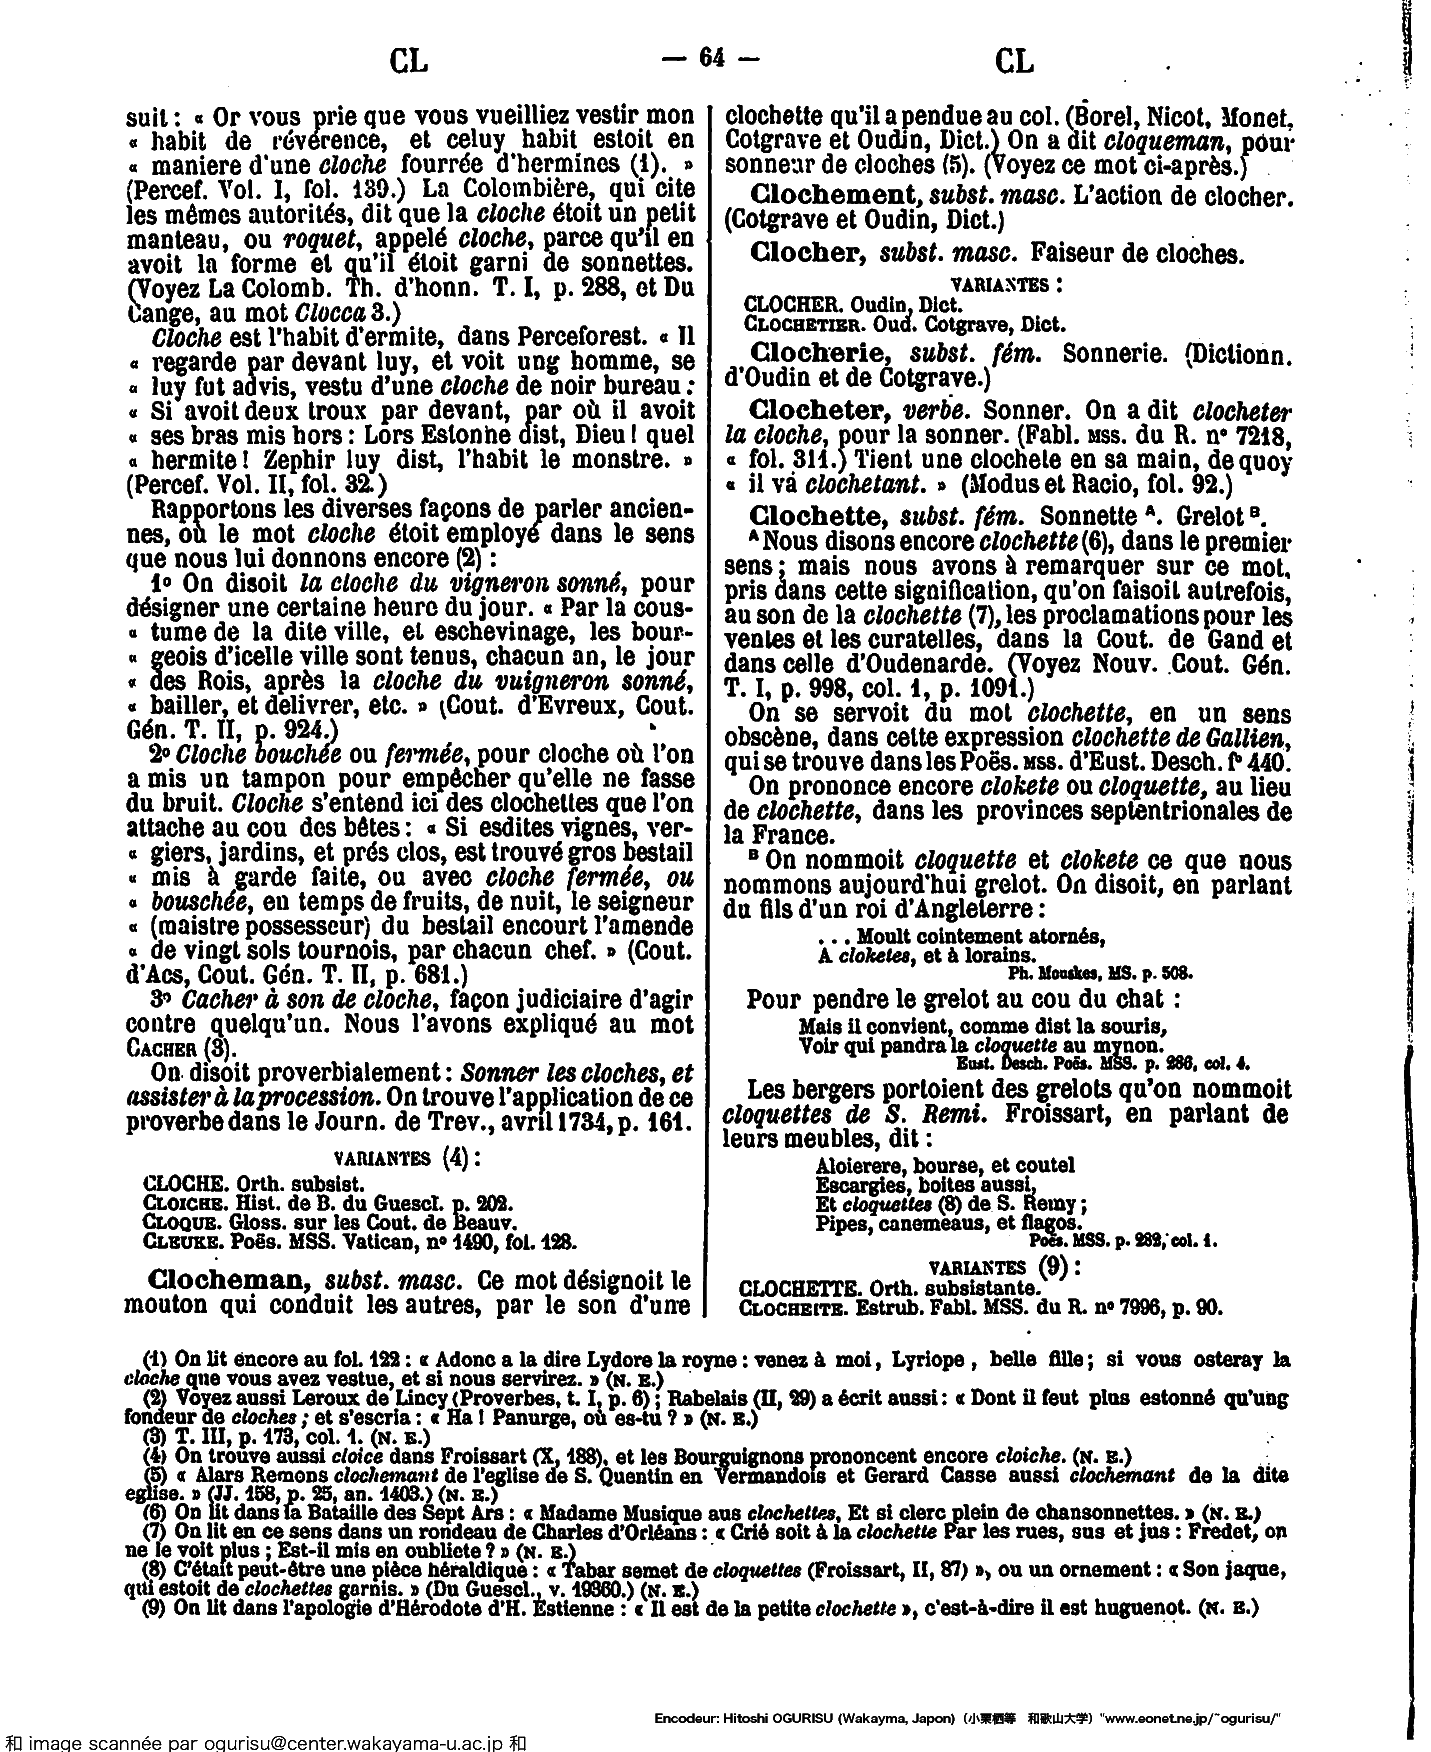 CL — 64 — CL
suit : « Or vous prie que vous vueilliez vestir mon
« habit de révérence, et celuy habit estoit en
« maniere d'une cloche fourrée d'hermines (1). »
(Percef. Vol. I, fol. 139.) La Colombière, qui cite
les mêmes autorités, dit que la cloche étoit un petit
manteau, ou roquet, appelé cloche, parce qu'il en
avoit la forme et qu'il étoit garni de sonnettes.
(Voyez La Colomb. Th. d'honn. T. I, p. 288, et Du
Cange, au mot Clocca 3.)
Cloche est l'habit d'ermite, dans Perceforest. « Il
« regarde par devant luy, et voit ung homme, se
« luy fut advis, vestu d'une cloche de noir bureau :
« Si avoit deux troux par devant, par où il avoit
« ses bras mis hors : Lors Estonne dist, Dieu ! quel
« hermite ! Zephir luy dist, l'habit le monstre. »
(Percef. Vol. II, fol. 32.)
Rapportons les diverses façons de parler ancien-
nes, où le mot cloche étoit employé dans le sens
que nous lui donnons encore (2) :
1º On disoit la cloche du vigneron sonné, pour
désigner une certaine heure du jour. « Par la cous-
« tume de la dite ville, et eschevinage, les bour-
« geois d'icelle ville sont tenus, chacun an, le jour
« des Rois, après la cloche du vuigneron sonné,
« bailler, et delivrer, etc. » (Cout. d'Evreux, Cout.
Gén. T. II, p. 924.)
2º Cloche bouchée ou fermée, pour cloche où l'on
a mis un tampon pour empêcher qu'elle ne fasse
du bruit. Cloche s'entend ici des clochettes que l'on
attache au cou des bêtes : « Si esdites vignes, ver-
« giers, jardins, et prés clos, est trouvé gros bestail
« mis à garde faite, ou avec cloche fermée, ou
« bouschée, en temps de fruits, de nuit, le seigneur
« (maistre possesseur) du bestail encourt l'amende
« de vingt sols tournois, par chacun chef. » (Cout.
d'Acs, Cout. Gén. T. II, p. 681.)
3º Cacher à son de cloche, façon judiciaire d'agir
contre quelqu'un. Nous l'avons expliqué au mot
CACHER (3).
On disoit proverbialement : Sonner les cloches, et
assister à la procession. On trouve l'application de ce
proverbe dans le Journ. de Trev., avril 1734, p. 161.
VARIANTES (4) :
CLOCHE. Orth. subsist.
CLOICHE. Hist. de B. du Guescl. p. 202.
CLOQUE. Gloss. sur les Cout. de Beauv.
CLEUKE. Poës. MSS. Vatican, nº 1490, fol. 128.
Clocheman, subst. masc. Ce mot désignoit le
mouton qui conduit les autres, par le son d'une
clochette qu'il a pendue au col. (Borel, Nicot, Monet,
Cotgrave et Oudin, Dict.) On a dit cloqueman, pour
sonneur de cloches (5). (Voyez ce mot ci-après.)
Clochement, subst. masc. L'action de clocher.
(Cotgrave et Oudin, Dict.)
Clocher, subst. masc. Faiseur de cloches.
VARIANTES :
CLOCHER. Oudin, Dict.
CLOCHETIER. Oud. Cotgrave, Dict.
Clocherie, subst. fém. Sonnerie. (Dictionn.
d'Oudin et de Cotgrave.)
Clocheter, verbe. Sonner. On a dit clocheter
la cloche, pour la sonner. (Fabl. MSS. du R. nº 7218,
« fol. 311.) Tient une clochete en sa main, de quoy
« il va clochetant. » (Modus et Racio, fol. 92.)
Clochette, subst. fém. Sonnette A. Grelot B.
A Nous disons encore clochette (6), dans le premier
sens ; mais nous avons à remarquer sur ce mot,
pris dans cette signification, qu'on faisoit autrefois,
au son de la clochette (7), les proclamations pour les
ventes et les curatelles, dans la Cout. de Gand et
dans celle d'Oudenarde. (Voyez Nouv. Cout. Gén.
T. I, p. 998, col. 1, p. 1091.)
On se servoit du mot clochette, en un sens
obscène, dans cette expression clochette de Gallien,
qui se trouve dans les Poës. MSS. d'Eust. Desch. fº 440.
On prononce encore clokete ou cloquette, au lieu
de clochette, dans les provinces septentrionales de
la France.
B On nommoit cloquette et clokete ce que nous
nommons aujourd'hui grelot. On disoit, en parlant
du fils d'un roi d'Angleterre :
. . . Moult cointement atornés,
A cloketes, et à lorains.
Ph. Mouskes, MS. p. 508.
Pour pendre le grelot au cou du chat :
Mais il convient, comme dist la souris,
Voir qui pandra la cloquette au mynon.
Eust. Desch. Poës. MSS. p. 286, col. 4.
Les bergers portoient des grelots qu'on nommoit
cloquettes de S. Remi. Froissart, en parlant de
leurs meubles, dit :
Aloierere, bourse, et coutel
Escargies, boites aussi,
Et cloquettes (8) de S. Remy ;
Pipes, canemeaus, et flagos.
Poës. MSS. p. 282, col. 1.
VARIANTES (9) :
CLOCHETTE. Orth. subsistante.
CLOCHEITE. Estrub. Fabl. MSS. du R. nº 7996, p. 90.
(1) On lit encore au fol. 122 : « Adonc a la dire Lydore la royne : venez à moi, Lyriope, belle fille ; si vous osteray la
cloche que vous avez vestue, et si nous servirez. » (N. E.)
(2) Voyez aussi Leroux de Lincy (Proverbes, t. I, p. 6) ; Rabelais (II, 29) a écrit aussi : « Dont il feut plus estonné qu'ung
fondeur de cloches ; et s'escria : « Ha ! Panurge, où es-tu ? » (N. E.)
(3) T. III, p. 173, col. 1. (N. E.)
(4) On trouve aussi cloice dans Froissart (X, 188), et les Bourguignons prononcent encore cloiche. (N. E.)
(5) « Alars Remons clochemant de l'eglise de S. Quentin en Vermandois et Gerard Casse aussi clochemant de la dite
eglise. » (JJ. 158, p. 25, an. 1403.) (N. E.)
(6) On lit dans la Bataille des Sept Ars : « Madame Musique aus clochettes, Et si clerc plein de chansonnettes. » (N. E.)
(7) On lit en ce sens dans un rondeau de Charles d'Orléans : « Crié soit à la clochette Par les rues, sus et jus : Fredet, on
ne le voit plus ; Est-il mis en oubliete ? » (N. E.)
(8) C'était peut-être une pièce héraldique : « Tabar semet de cloquettes (Froissart, II, 87) », ou un ornement : « Son jaque,
qui estoit de clochettes garnis. » (Du Guescl., v. 19360.) (N. E.)
(9) On lit dans l'apologie d'Hérodote d'H. Estienne : « Il est de la petite clochette », c'est-à-dire il est huguenot. (N. E.)
Encodeur: Hitoshi OGURISU (Wakayma, Japon) (小栗栖等 和歌山大学) "www.eonet.ne.jp/~ogurisu/"
和 image scannée par ogurisu@center.wakayama-u.ac.jp 和